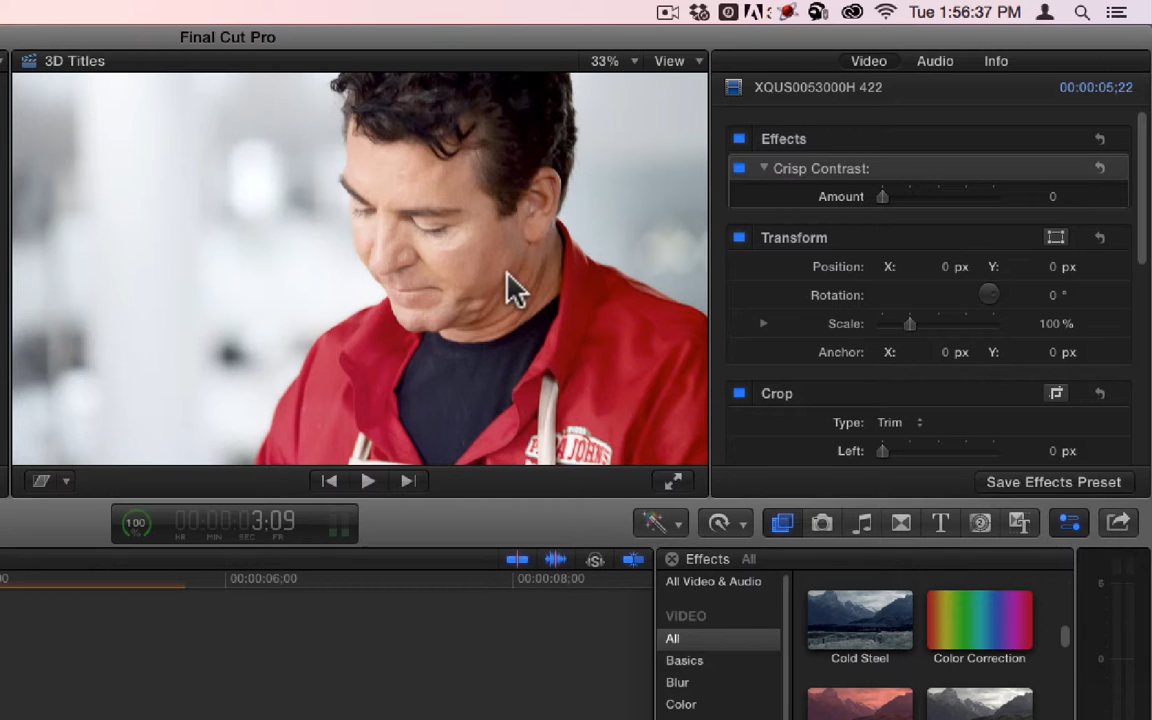 Tue 1:56:37 PM
Final Cut Pro
3D Titles
33%
View
Video
Audio
Info
XQUS0053000H 422
00:00:05;22
Effects
Crisp Contrast:
Amount
0
Transform
Position:
X:
0 px
Y:
0 px
Rotation:
0 °
Scale:
100 %
Anchor:
X:
0 px
Y:
0 px
Crop
Type:
Trim
Left:
0 px
PAPA JOHNS
Save Effects Preset
100
%
00:00:03;09
HR
MIN
SEC
FR
T
T
S
Effects
All
00:00:06;00
00:00:08;00
All Video & Audio
VIDEO
All
Basics
Blur
Color
Cold Steel
Color Correction
6
0